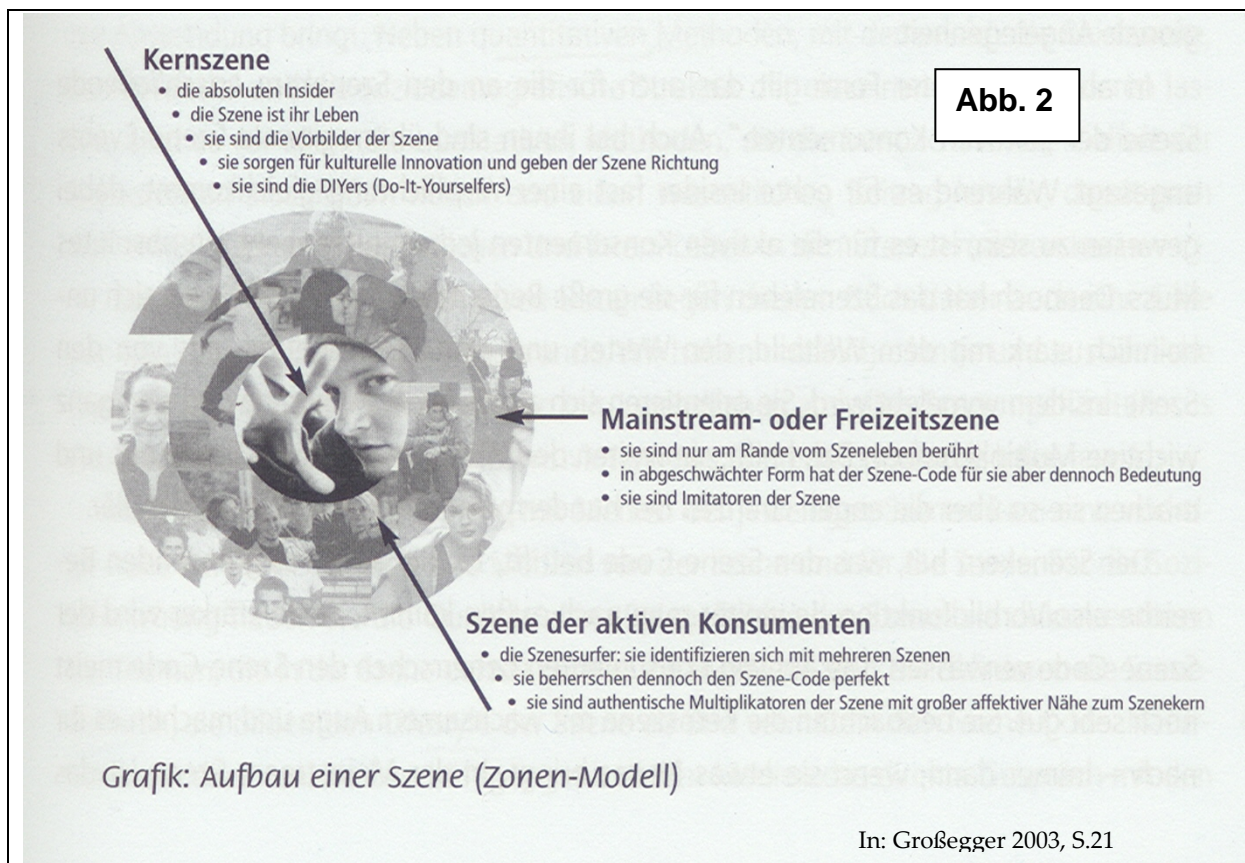 Kernszene
• die absoluten Insider
• die Szene ist ihr Leben
• sie sind die Vorbilder der Szene
• sie sorgen für kulturelle Innovation und geben der Szene Richtung
• sie sind die DIYers (Do-It-Yourselfers)
Abb. 2
Mainstream- oder Freizeitszene
• sie sind nur am Rande vom Szeneleben berührt
• in abgeschwächter Form hat der Szene-Code für sie aber dennoch Bedeutung
• sie sind Imitatoren der Szene
Szene der aktiven Konsumenten
• die Szenesurfer: sie identifizieren sich mit mehreren Szenen
• sie beherrschen dennoch den Szene-Code perfekt
• sie sind authentische Multiplikatoren der Szene mit großer affektiver Nähe zum Szenekern
Grafik: Aufbau einer Szene (Zonen-Modell)
In: Großegger 2003, S.21